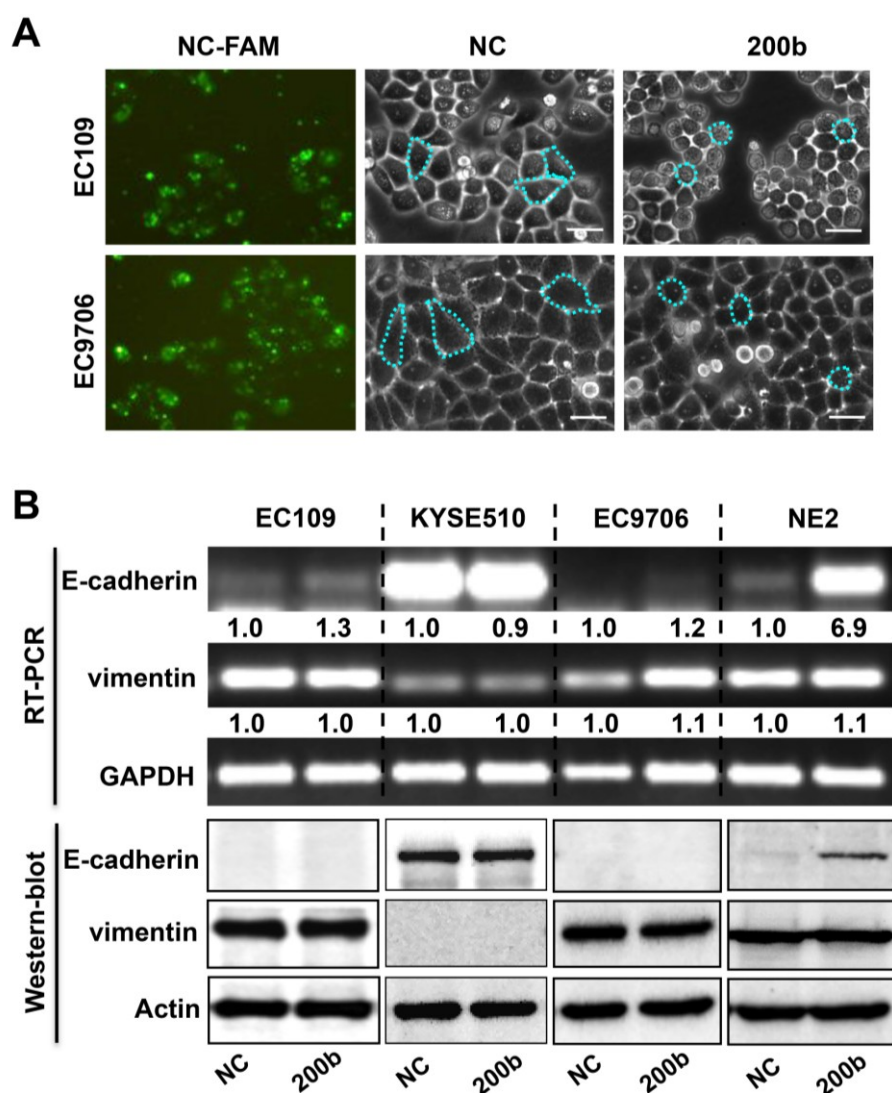 A
NC-FAM NC 200b
EC109
EC9706
B
EC109 KYSE510 EC9706 NE2
RT-PCR
E-cadherin
1.0 1.3 1.0 0.9 1.0 1.2 1.0 6.9
vimentin
1.0 1.0 1.0 1.0 1.0 1.1 1.0 1.1
GAPDH
Western-blot
E-cadherin
vimentin
Actin
NC 200b NC 200b NC 200b NC 200b